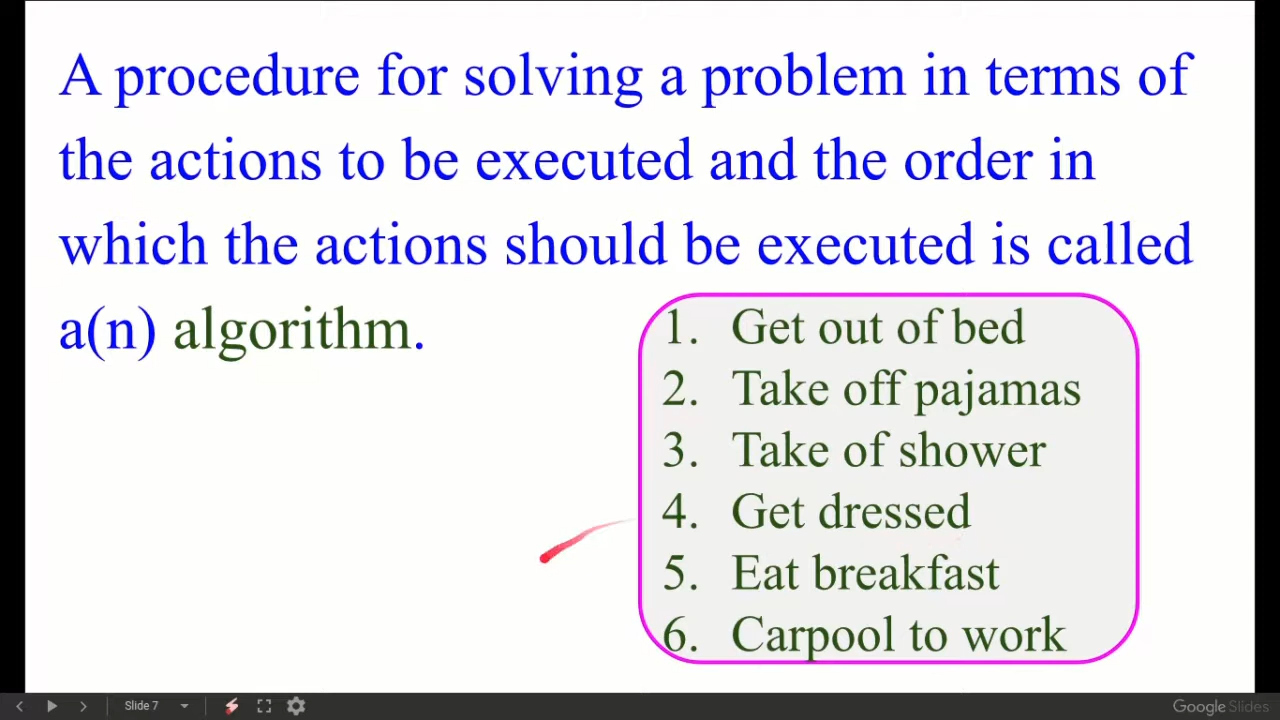 A procedure for solving a problem in terms of
the actions to be executed and the order in
which the actions should be executed is called
a(n) algorithm.
1. Get out of bed
2. Take off pajamas
3. Take of shower
4. Get dressed
5. Eat breakfast
6. Carpool to work
Slide 7
Google Slides